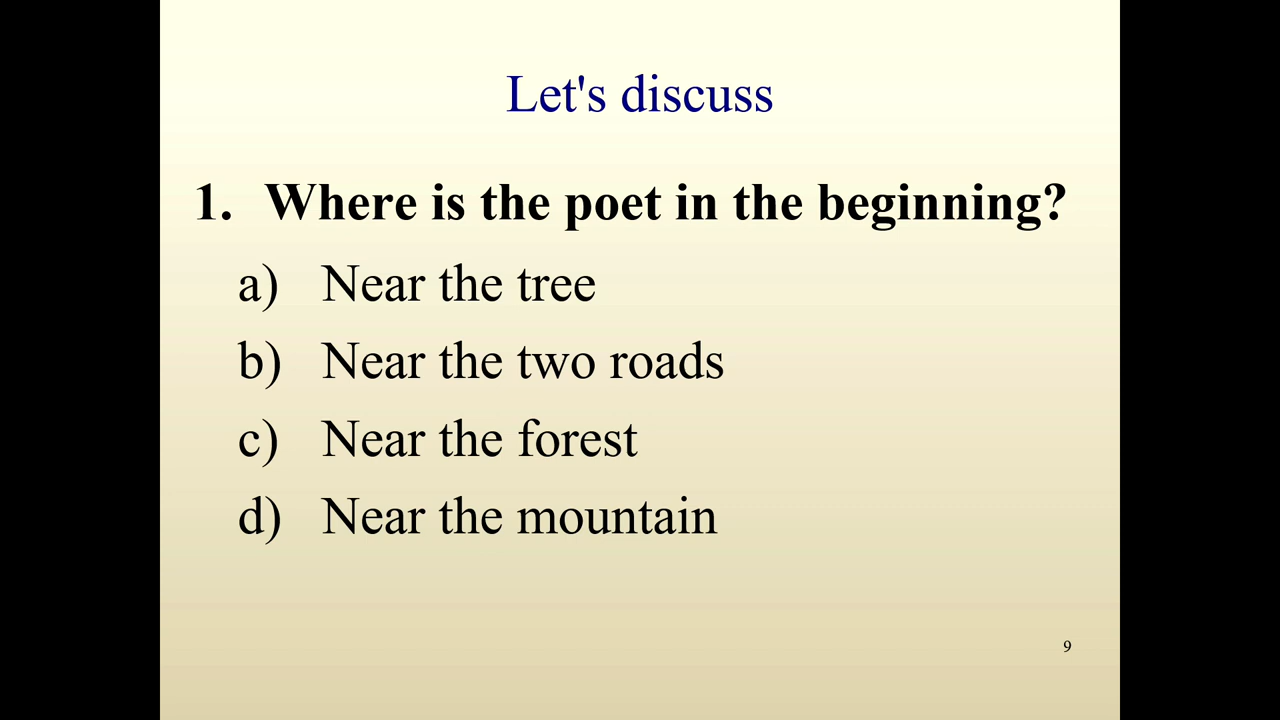 Let's discuss
1. Where is the poet in the beginning?
a) Near the tree
b) Near the two roads
c) Near the forest
d) Near the mountain
9